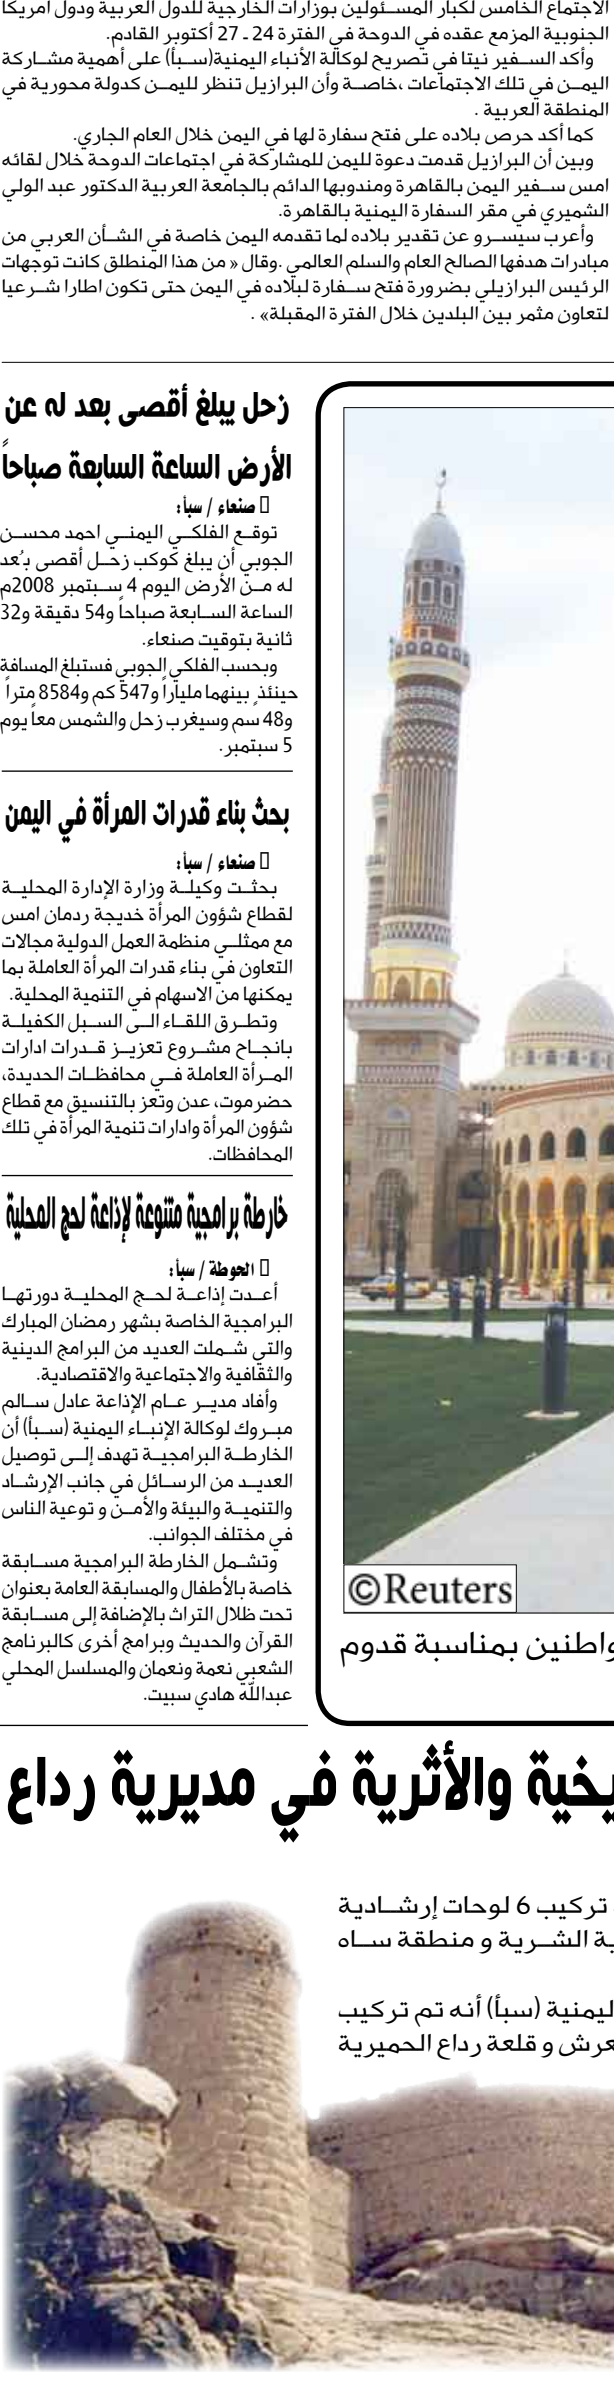 الاجتماع الخامس لكبار المسئولين بوزارات الخارجية للدول العربية ودول امريكا
الجنوبية المزمع عقده في الدوحة في الفترة 24 ـ 27 أكتوبر القادم.
وأكد السفير نيتا في تصريح لوكالة الأنباء اليمنية(سبأ) على أهمية مشاركة
اليمن في تلك الاجتماعات ،خاصة وأن البرازيل تنظر لليمن كدولة محورية في
المنطقة العربية .
كما أكد حرص بلاده على فتح سفارة لها في اليمن خلال العام الجاري.
وبين أن البرازيل قدمت دعوة لليمن للمشاركة في اجتماعات الدوحة خلال لقائه
امس سفير اليمن بالقاهرة ومندوبها الدائم بالجامعة العربية الدكتور عبد الولي
الشميري في مقر السفارة اليمنية بالقاهرة.
وأعرب سيسرو عن تقدير بلاده لما تقدمه اليمن خاصة في الشأن العربي من
مبادرات هدفها الصالح العام والسلم العالمي .وقال « من هذا المنطلق كانت توجهات
الرئيس البرازيلي بضرورة فتح سفارة لبلاده في اليمن حتى تكون اطارا شرعيا
لتعاون مثمر بين البلدين خلال الفترة المقبلة» .
زحل يبلغ أقصى بعد له عن
الأرض الساعة السابعة صباحاً
صنعاء / سبأ:
توقع الفلكي اليمني احمد محسن
الجوبي أن يبلغ كوكب زحل أقصى بُعد
له من الأرض اليوم 4 سبتمبر 2008م
الساعة السابعة صباحاً و54 دقيقة و32
ثانية بتوقيت صنعاء.
وبحسب الفلكي الجوبي فستبلغ المسافة
حينئذٍ بينهما ملياراً و547 كم و8584 متراً
و48 سم وسيغرب زحل والشمس معاً يوم
5 سبتمبر.
بحث بناء قدرات المرأة في اليمن
صنعاء / سبأ:
بحثت وكيلة وزارة الإدارة المحلية
لقطاع شؤون المرأة خديجة ردمان امس
مع ممثلي منظمة العمل الدولية مجالات
التعاون في بناء قدرات المرأة العاملة بما
يمكنها من الاسهام في التنمية المحلية.
وتطرق اللقاء الى السبل الكفيلة
بانجاح مشروع تعزيز قدرات ادارات
المرأة العاملة في محافظات الحديدة،
حضرموت، عدن وتعز بالتنسيق مع قطاع
شؤون المرأة وادارات تنمية المرأة في تلك
المحافظات.
خارطة برامجية متنوعة لإذاعة لحج المحلية
الحوطة / سبأ:
أعدت إذاعة لحج المحلية دورتها
البرامجية الخاصة بشهر رمضان المبارك
والتي شملت العديد من البرامج الدينية
والثقافية والاجتماعية والاقتصادية.
وأفاد مدير عام الإذاعة عادل سالم
مبروك لوكالة الإنباء اليمنية (سبأ) أن
الخارطة البرامجية تهدف إلى توصيل
العديد من الرسائل في جانب الإرشاد
والتنمية والبيئة والأمن و توعية الناس
في مختلف الجوانب.
وتشمل الخارطة البرامجية مسابقة
خاصة بالأطفال والمسابقة العامة بعنوان
تحت ظلال التراث بالإضافة إلى مسابقة
القرآن والحديث وبرامج أخرى كالبرنامج
الشعبي نعمة ونعمان والمسلسل المحلي
عبدالله هادي سبيت.
©Reuters
واطنين بمناسبة قدوم
يخية والأثرية في مديرية رداع
تركيب 6 لوحات إرشادية
ية الشرية و منطقة ساه
ليمنية (سبأ) أنه تم تركيب
عرش و قلعة رداع الحميرية